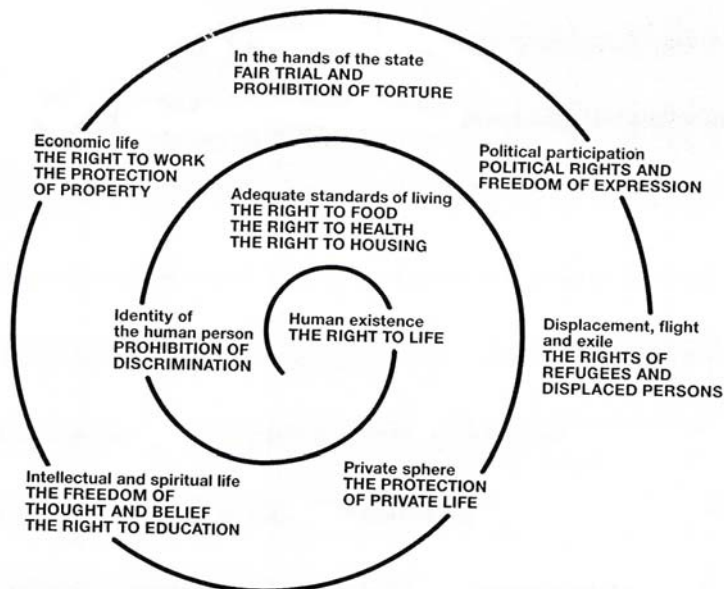 In the hands of the state
FAIR TRIAL AND
PROHIBITION OF TORTURE
Economic life
THE RIGHT TO WORK
THE PROTECTION
OF PROPERTY
Political participation
POLITICAL RIGHTS AND
FREEDOM OF EXPRESSION
Adequate standards of living
THE RIGHT TO FOOD
THE RIGHT TO HEALTH
THE RIGHT TO HOUSING
Identity of
the human person
PROHIBITION OF
DISCRIMINATION
Human existence
THE RIGHT TO LIFE
Displacement, flight
and exile
THE RIGHTS OF
REFUGEES AND
DISPLACED PERSONS
Intellectual and spiritual life
THE FREEDOM OF
THOUGHT AND BELIEF
THE RIGHT TO EDUCATION
Private sphere
THE PROTECTION
OF PRIVATE LIFE